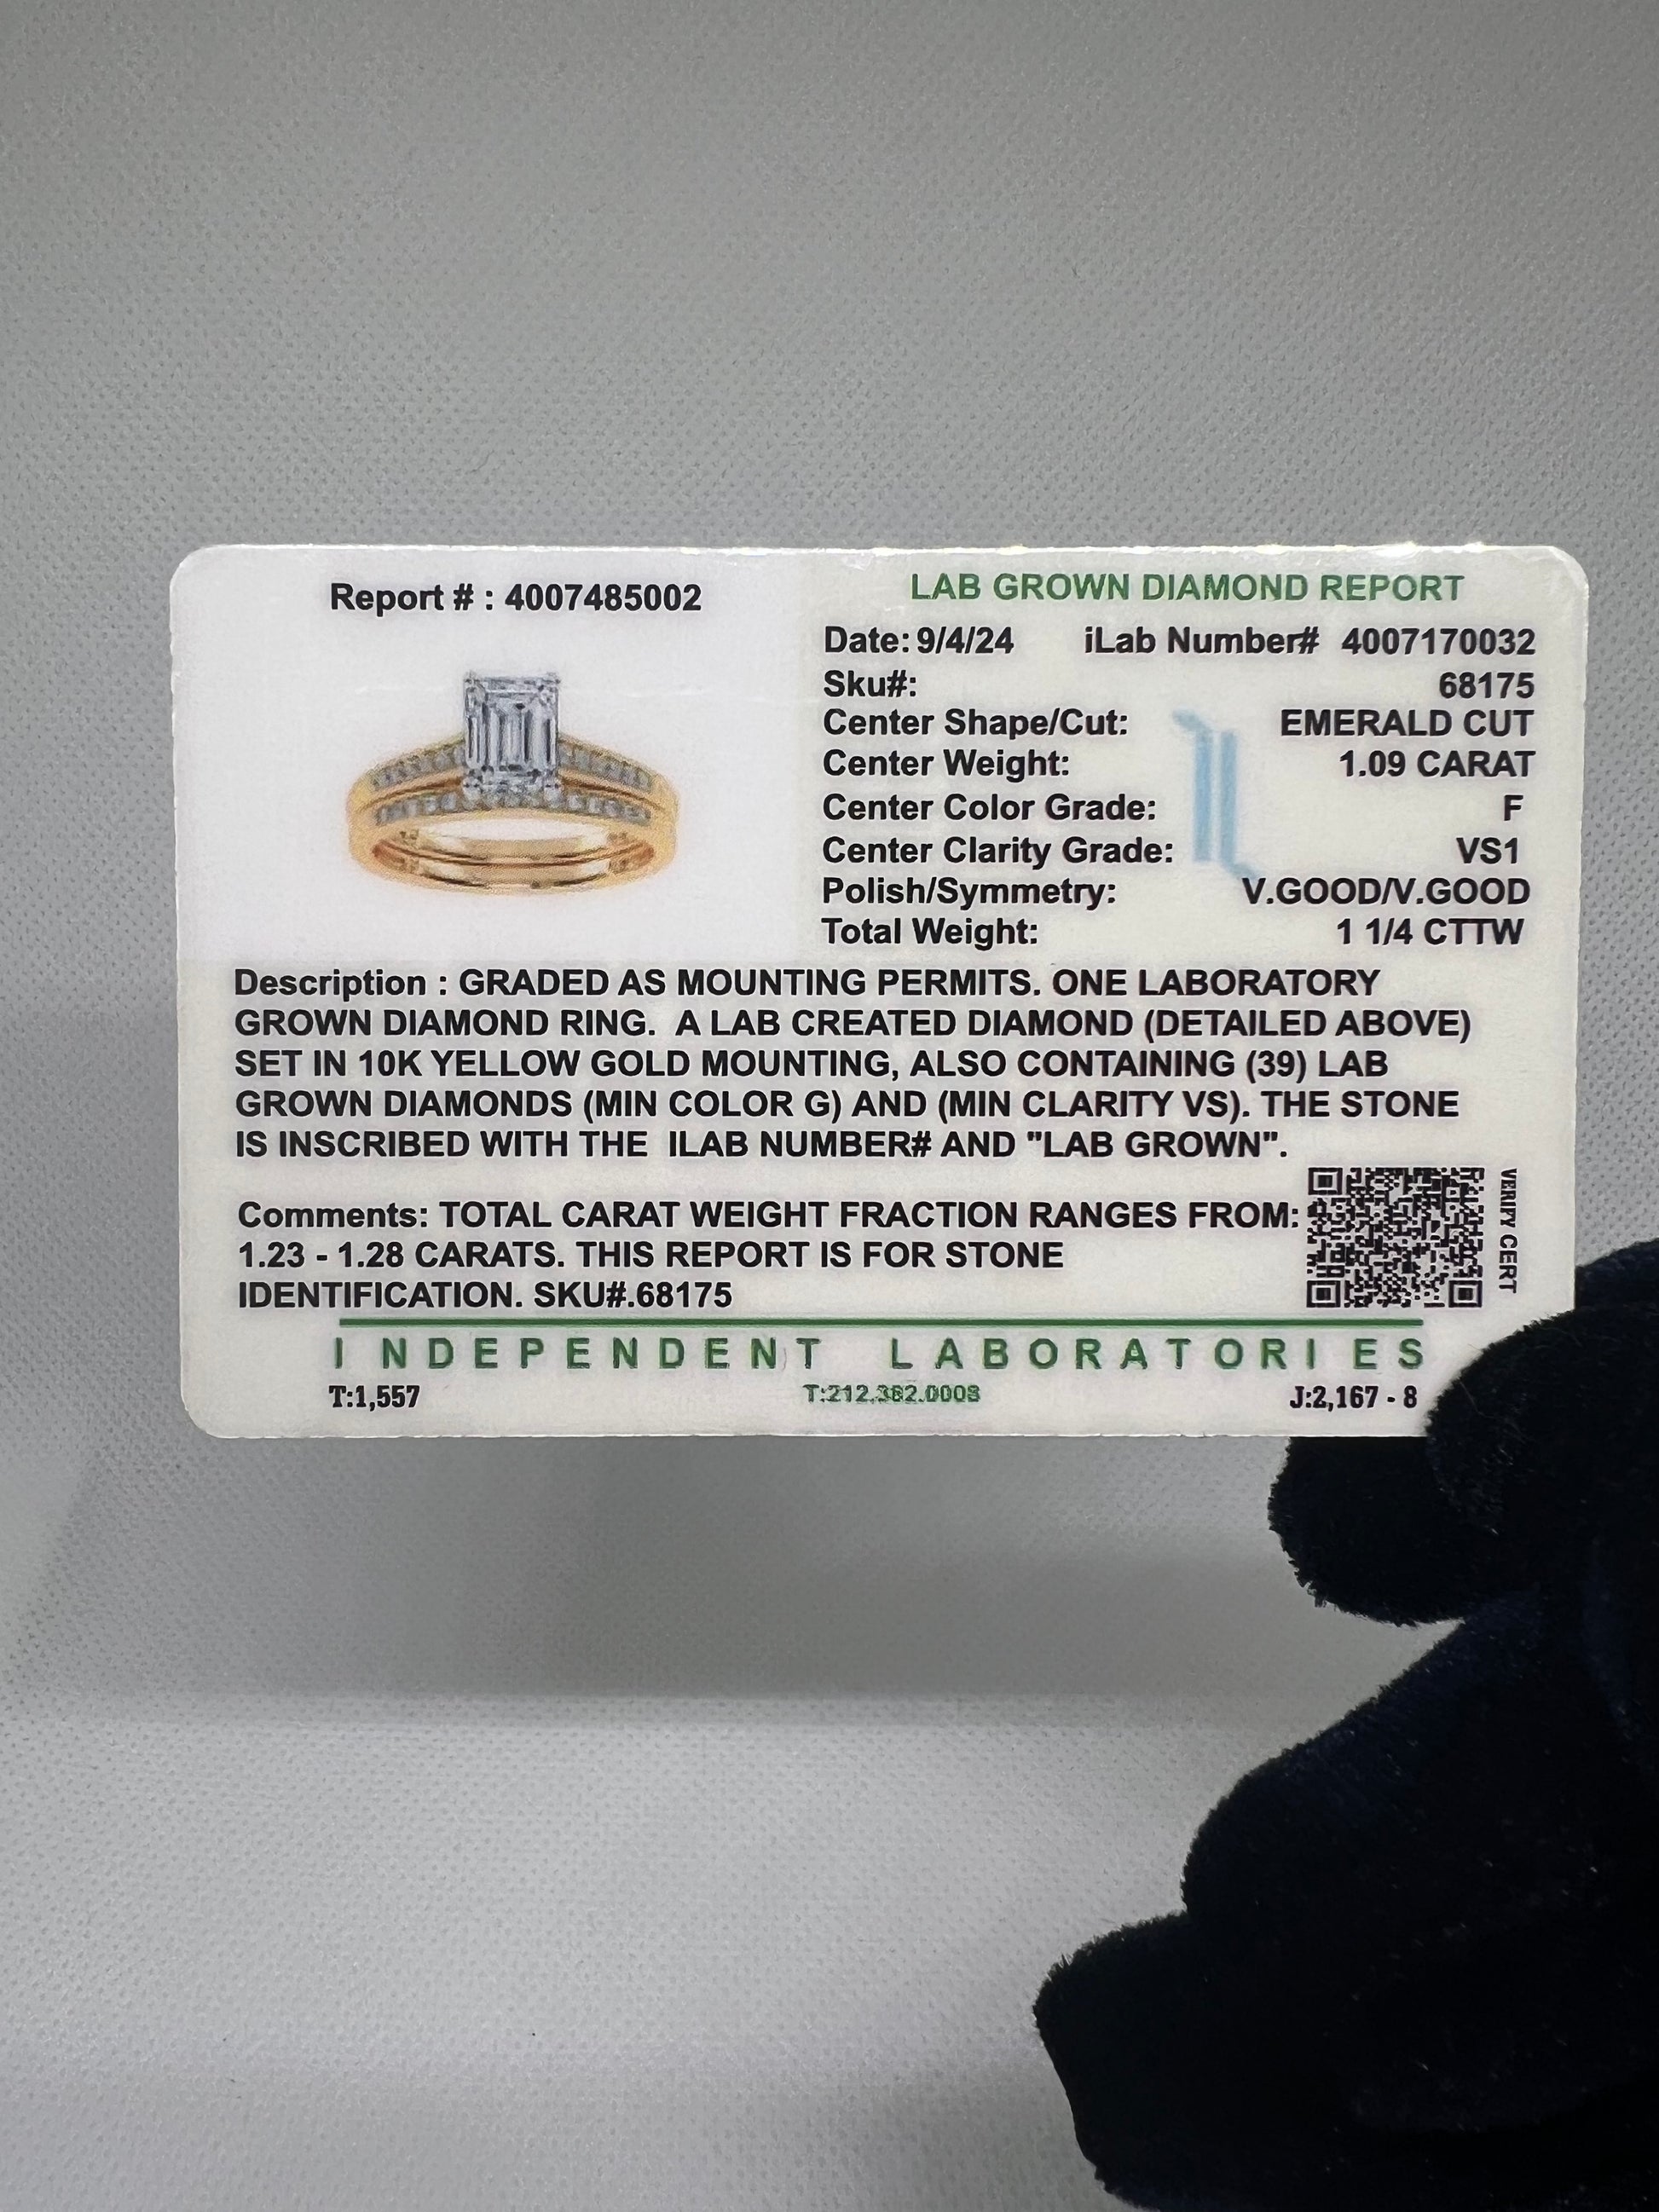 Report # : 4007485002
LAB GROWN DIAMOND REPORT
Date: 9/4/24 iLab Number# 4007170032
Sku#: 68175
Center Shape/Cut: EMERALD CUT
Center Weight: 1.09 CARAT
Center Color Grade: F
Center Clarity Grade: VS1
Polish/Symmetry: V.GOOD/V.GOOD
Total Weight: 1 1/4 CTTW
Description : GRADED AS MOUNTING PERMITS. ONE LABORATORY
GROWN DIAMOND RING. A LAB CREATED DIAMOND (DETAILED ABOVE)
SET IN 10K YELLOW GOLD MOUNTING, ALSO CONTAINING (39) LAB
GROWN DIAMONDS (MIN COLOR G) AND (MIN CLARITY VS). THE STONE
IS INSCRIBED WITH THE ILAB NUMBER# AND "LAB GROWN".
Comments: TOTAL CARAT WEIGHT FRACTION RANGES FROM:
1.23 - 1.28 CARATS. THIS REPORT IS FOR STONE
IDENTIFICATION. SKU#.68175
VERIFY CERT
INDEPENDENT LABORATORIES
T:1,557 J:2,167 - 8